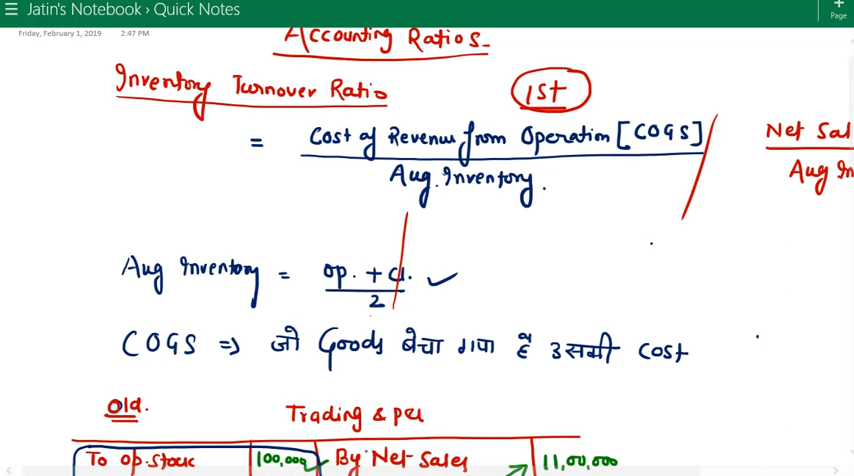 Jatin's Notebook › Quick Notes
Page
Friday, February 1, 2019 2:47 PM
Accounting Ratios
Inventory Turnover Ratio 1st
= Cost of Revenue from Operation [COGS] Net Sal
Avg. Inventory. Avg In
Avg Inventory = op. + cl.
2
COGS => जो Goods बेचा गया है उसकी cost
Old.
Trading & P&L
To op. stock 100,000 By Net Sales 11,00,000